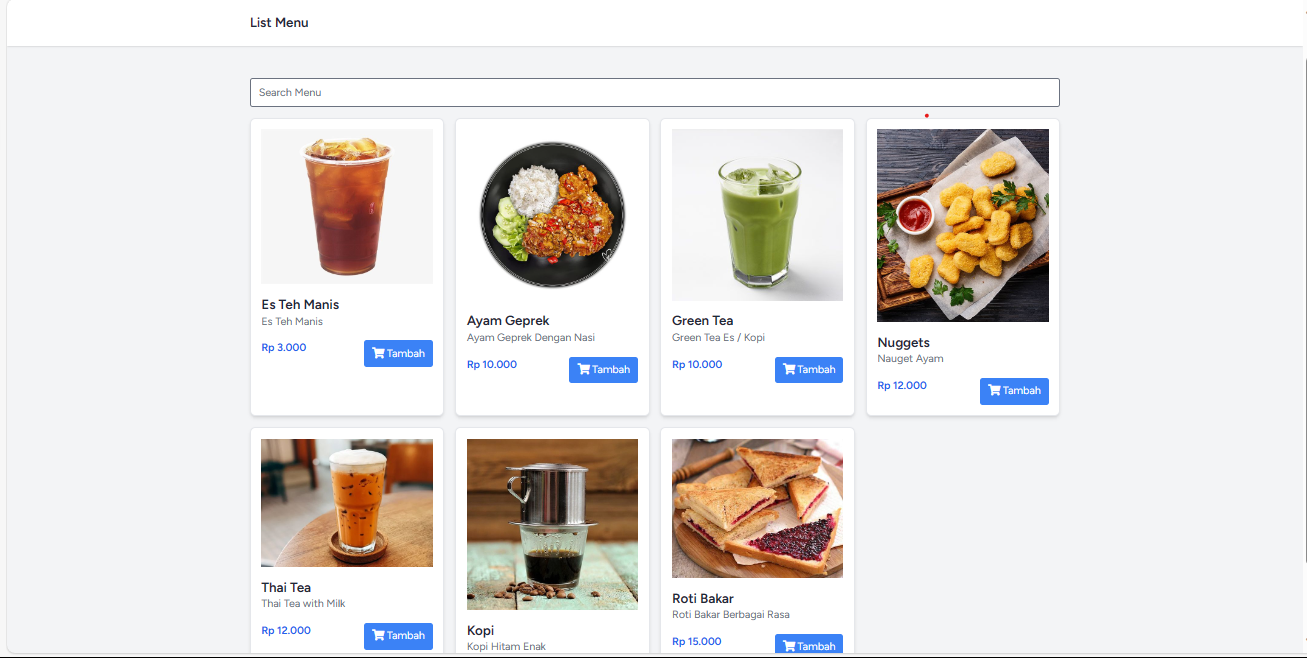 List Menu
Search Menu
Es Teh Manis
Es Teh Manis
Rp 3.000
Tambah
Ayam Geprek
Ayam Geprek Dengan Nasi
Rp 10.000
Tambah
Green Tea
Green Tea Es / Kopi
Rp 10.000
Tambah
Nuggets
Nauget Ayam
Rp 12.000
Tambah
Thai Tea
Thai Tea with Milk
Rp 12.000
Tambah
Kopi
Kopi Hitam Enak
Roti Bakar
Roti Bakar Berbagai Rasa
Rp 15.000
Tambah